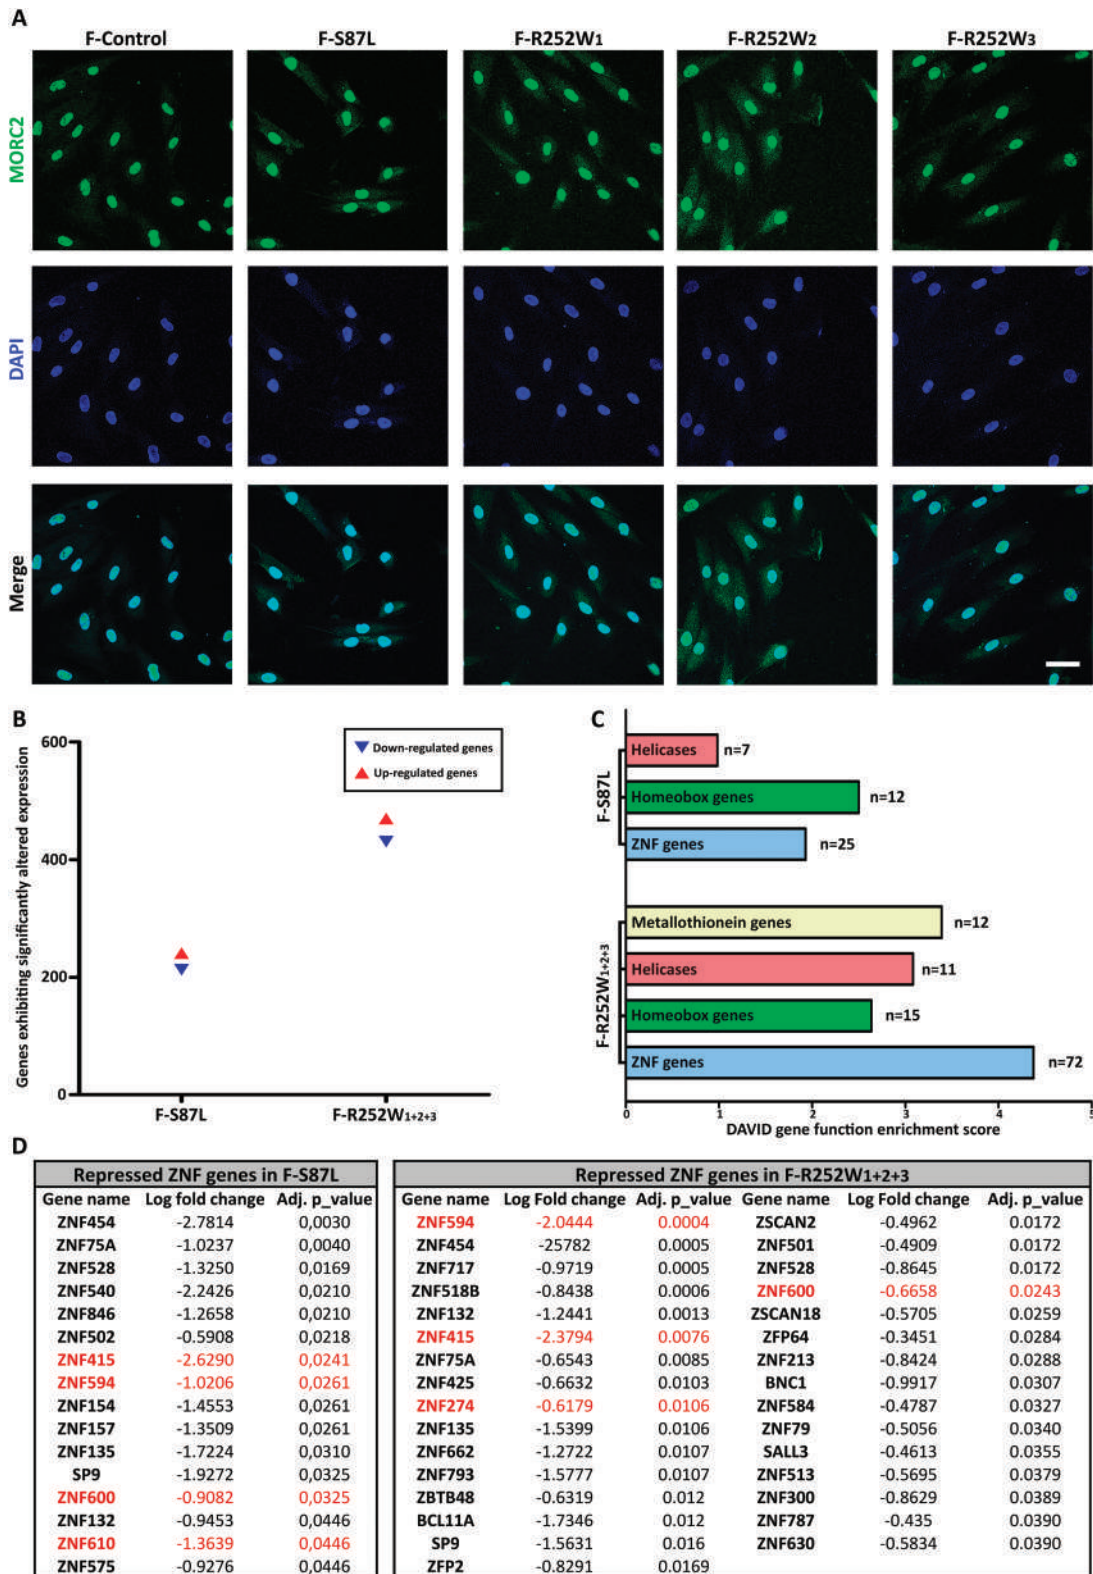 A
F-Control F-S87L F-R252W1 F-R252W2 F-R252W3
MORC2
DAPI
Merge
B
Genes exhibiting significantly altered expression
600
400
200
0
Down-regulated genes
Up-regulated genes
F-S87L F-R252W1+2+3
C
F-S87L
Helicases n=7
Homeobox genes n=12
ZNF genes n=25
F-R252W1+2+3
Metallothionein genes n=12
Helicases n=11
Homeobox genes n=15
ZNF genes n=72
0 1 2 3 4 5
DAVID gene function enrichment score
D
Repressed ZNF genes in F-S87L
Gene name Log fold change Adj. p_value
ZNF454 -2.7814 0,0030
ZNF75A -1.0237 0,0040
ZNF528 -1.3250 0,0169
ZNF540 -2.2426 0,0210
ZNF846 -1.2658 0,0210
ZNF502 -0.5908 0,0218
ZNF415 -2.6290 0,0241
ZNF594 -1.0206 0,0261
ZNF154 -1.4553 0,0261
ZNF157 -1.3509 0,0261
ZNF135 -1.7224 0,0310
SP9 -1.9272 0,0325
ZNF600 -0.9082 0,0325
ZNF132 -0.9453 0,0446
ZNF610 -1.3639 0,0446
ZNF575 -0.9276 0,0446
Repressed ZNF genes in F-R252W1+2+3
Gene name Log Fold change Adj. p_value Gene name Log Fold change Adj. p_value
ZNF594 -2.0444 0.0004 ZSCAN2 -0.4962 0.0172
ZNF454 -25782 0.0005 ZNF501 -0.4909 0.0172
ZNF717 -0.9719 0.0005 ZNF528 -0.8645 0.0172
ZNF518B -0.8438 0.0006 ZNF600 -0.6658 0.0243
ZNF132 -1.2441 0.0013 ZSCAN18 -0.5705 0.0259
ZNF415 -2.3794 0.0076 ZFP64 -0.3451 0.0284
ZNF75A -0.6543 0.0085 ZNF213 -0.8424 0.0288
ZNF425 -0.6632 0.0103 BNC1 -0.9917 0.0307
ZNF274 -0.6179 0.0106 ZNF584 -0.4787 0.0327
ZNF135 -1.5399 0.0106 ZNF79 -0.5056 0.0340
ZNF662 -1.2722 0.0107 SALL3 -0.4613 0.0355
ZNF793 -1.5777 0.0107 ZNF513 -0.5695 0.0379
ZBTB48 -0.6319 0.012 ZNF300 -0.8629 0.0389
BCL11A -1.7346 0.012 ZNF787 -0.435 0.0390
SP9 -1.5631 0.016 ZNF630 -0.5834 0.0390
ZFP2 -0.8291 0.0169